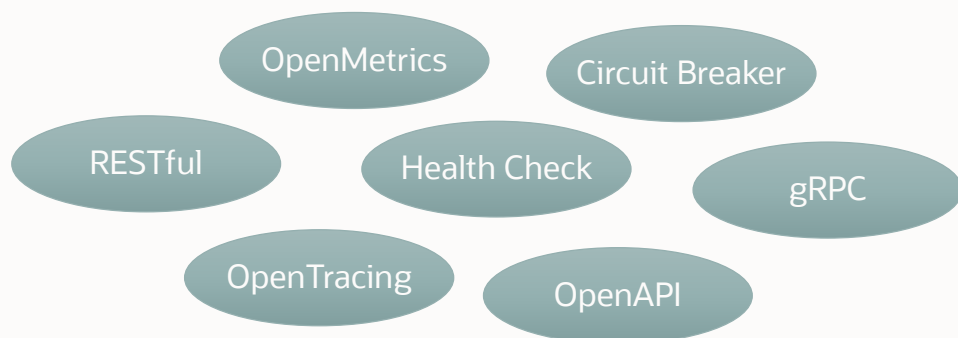 OpenMetrics
Circuit Breaker
RESTful
Health Check
gRPC
OpenTracing
OpenAPI